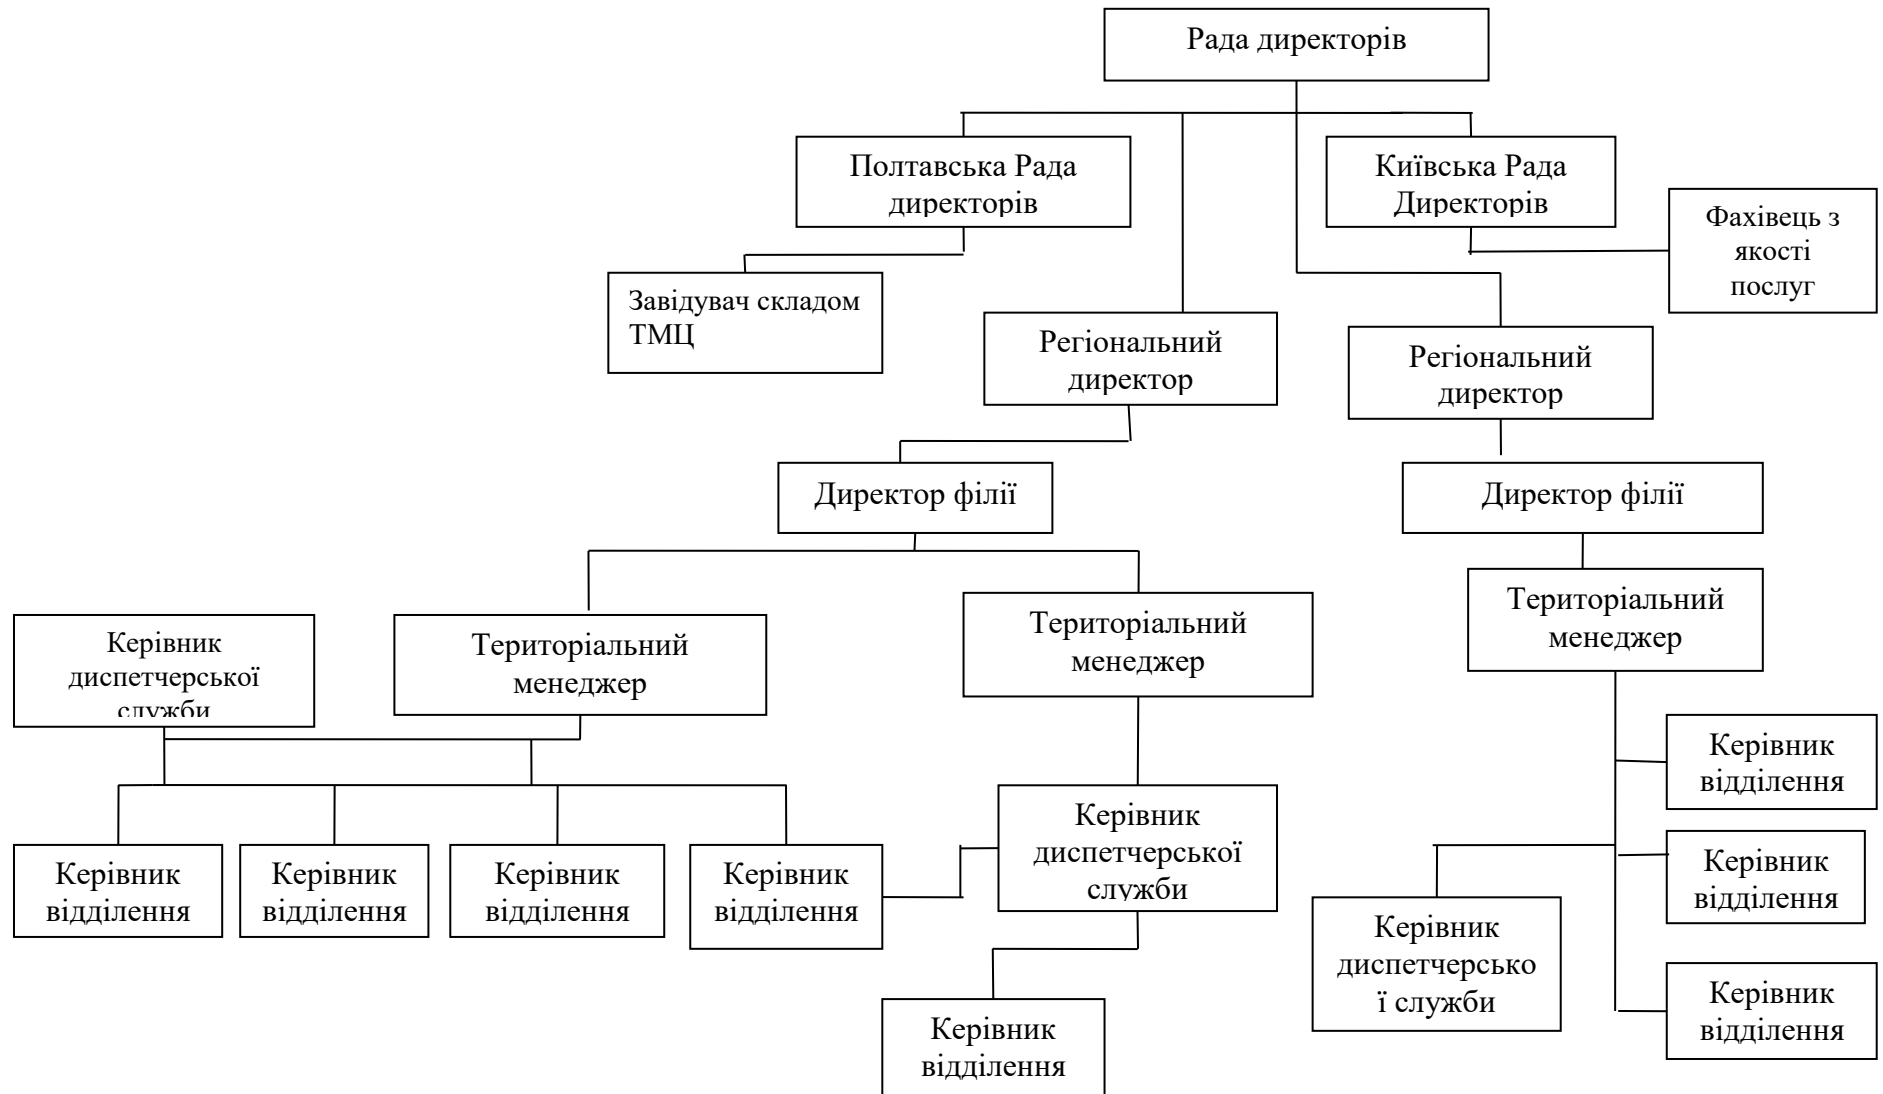 Рада директорів
Полтавська Рада
директорів
Київська Рада
Директорів
Фахівець з
якості
послуг
Завідувач складом
ТМЦ
Регіональний
директор
Регіональний
директор
Директор філії
Директор філії
Керівник
диспетчерської
служби
Територіальний
менеджер
Територіальний
менеджер
Територіальний
менеджер
Керівник
відділення
Керівник
відділення
Керівник
відділення
Керівник
відділення
Керівник
диспетчерської
служби
Керівник
відділення
Керівник
диспетчерсько
ї служби
Керівник
відділення
Керівник
відділення
Керівник
відділення